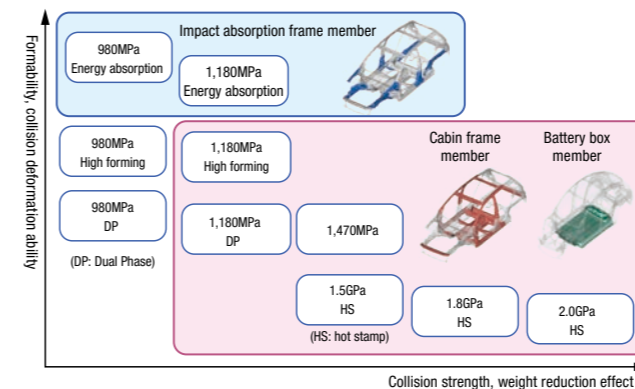 Formability, collision deformation ability
Impact absorption frame member
980MPa
Energy absorption
1,180MPa
Energy absorption
980MPa
High forming
1,180MPa
High forming
Cabin frame
member
Battery box
member
980MPa
DP
1,180MPa
DP
1,470MPa
(DP: Dual Phase)
1.5GPa
HS
1.8GPa
HS
2.0GPa
HS
(HS: hot stamp)
Collision strength, weight reduction effect